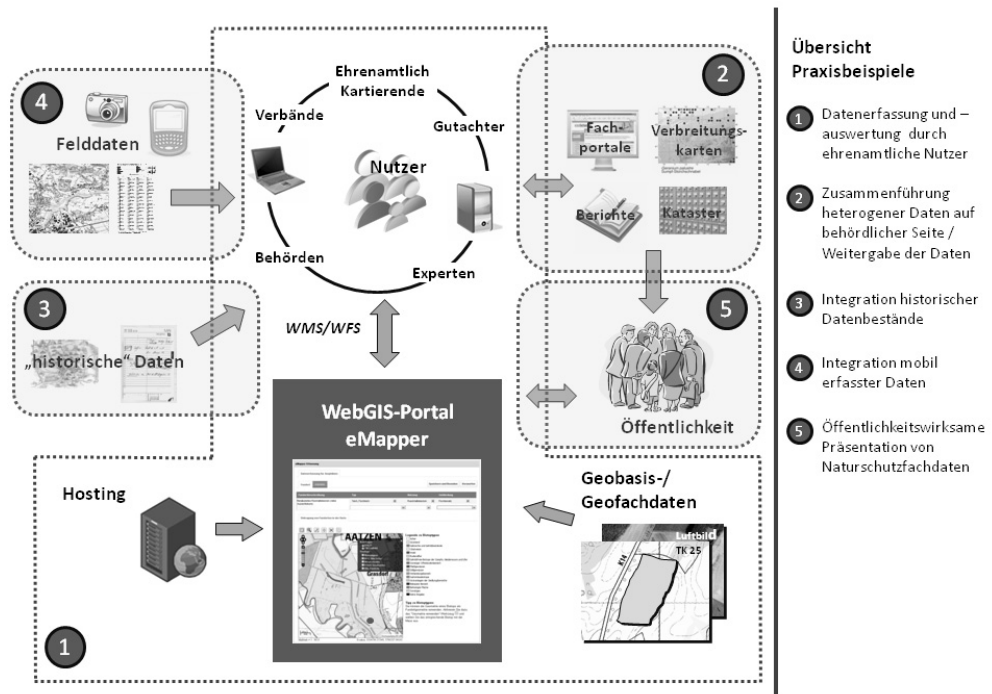 4
Felddaten
Ehrenamtlich
Kartierende
Verbände
Gutachter
Nutzer
Behörden
Experten
2
Fach-
portale
Verbreitungs-
karten
Berichte
Kataster
3
„historische“ Daten
WMS/WFS
5
Öffentlichkeit
WebGIS-Portal
eMapper
AATZEN
Hosting
Geobasis-/
Geofachdaten
Luftbild
TK 25
1
Übersicht
Praxisbeispiele
1 Datenerfassung und –
auswertung durch
ehrenamtliche Nutzer
2 Zusammenführung
heterogener Daten auf
behördlicher Seite /
Weitergabe der Daten
3 Integration historischer
Datenbestände
4 Integration mobil
erfasster Daten
5 Öffentlichkeitswirksame
Präsentation von
Naturschutzfachdaten